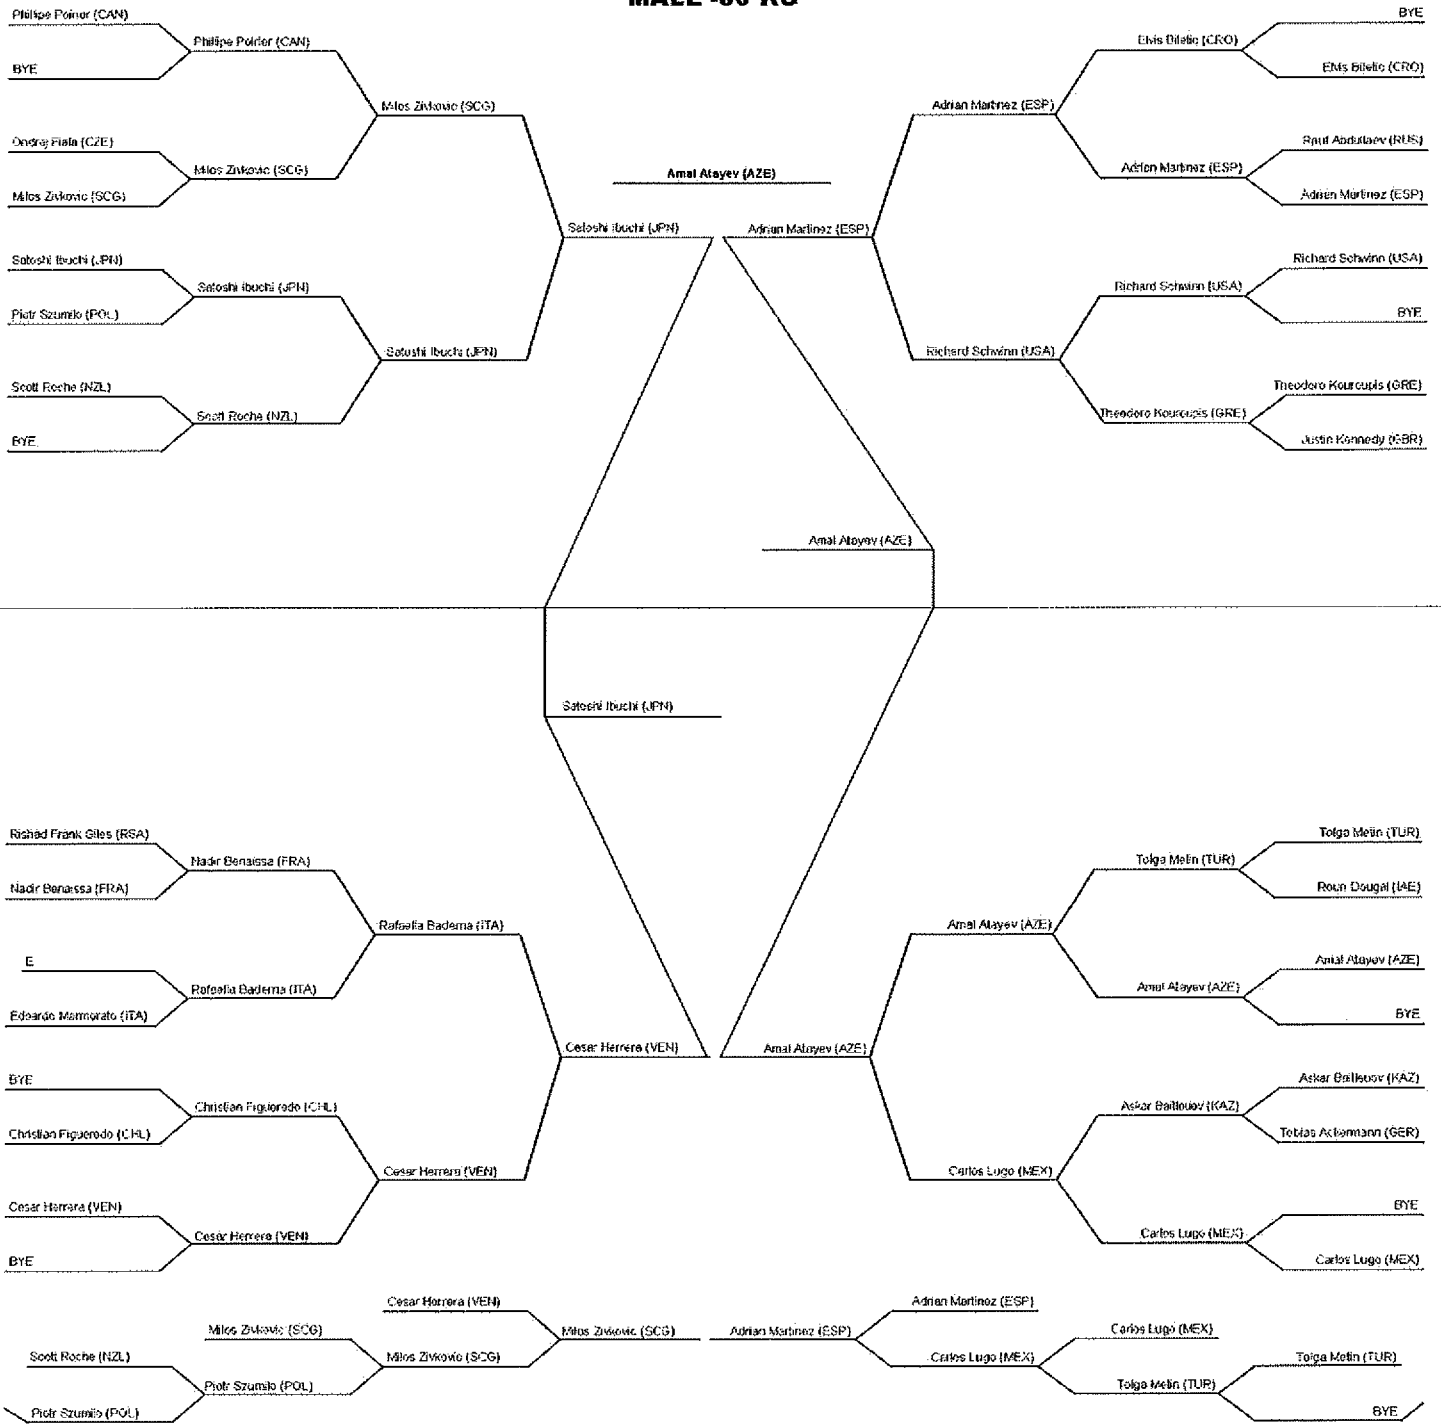 Phillipe Poirior (CAN)
BYE
Phillipe Poirier (CAN)
Milos Zivkovic (SCG)
Ondrej Fiala (CZE)
Milos Zivkovic (SCG)
Milos Zivkovic (SCG)
Satoshi Ibuchi (JPN)
Satoshi Ibuchi (JPN)
Satoshi Ibuchi (JPN)
Piotr Szumilo (POL)
Satoshi Ibuchi (JPN)
Scott Roche (NZL)
Scott Roche (NZL)
BYE
Amal Atayev (AZE)
BYE
Elvis Biletic (CRO)
Elvis Biletic (CRO)
Adrian Martinez (ESP)
Rauf Abdullaev (RUS)
Adrian Martinez (ESP)
Adrian Martinez (ESP)
Adrian Martinez (ESP)
Richard Schwinn (USA)
Richard Schwinn (USA)
BYE
Richard Schwinn (USA)
Theodoro Kouroupis (GRE)
Theodoro Kouroupis (GRE)
Justin Kennedy (GBR)
Amal Atayev (AZE)
Satoshi Ibuchi (JPN)
Rishad Frank Giles (RSA)
Nadir Benaissa (FRA)
Nadir Benaissa (FRA)
Rafaella Baderna (ITA)
E
Rafaella Baderna (ITA)
Edoardo Marmorato (ITA)
Cesar Herrera (VEN)
BYE
Christian Figueredo (CHL)
Christian Figueredo (CHL)
Cesar Herrera (VEN)
Cesar Herrera (VEN)
Cesar Herrera (VEN)
BYE
Tolga Metin (TUR)
Tolga Metin (TUR)
Roun Dougal (IAE)
Amal Atayev (AZE)
Amal Atayev (AZE)
Amal Atayev (AZE)
BYE
Amal Atayev (AZE)
Askar Baitlouov (KAZ)
Askar Baitlouov (KAZ)
Tobias Ackermann (GER)
Carlos Lugo (MEX)
BYE
Carlos Lugo (MEX)
Carlos Lugo (MEX)
Cesar Herrera (VEN)
Milos Zivkovic (SCG)
Milos Zivkovic (SCG)
Scott Roche (NZL)
Milos Zivkovic (SCG)
Piotr Szumilo (POL)
Piotr Szumilo (POL)
Adrian Martinez (ESP)
Adrian Martinez (ESP)
Carlos Lugo (MEX)
Carlos Lugo (MEX)
Tolga Metin (TUR)
Tolga Metin (TUR)
BYE